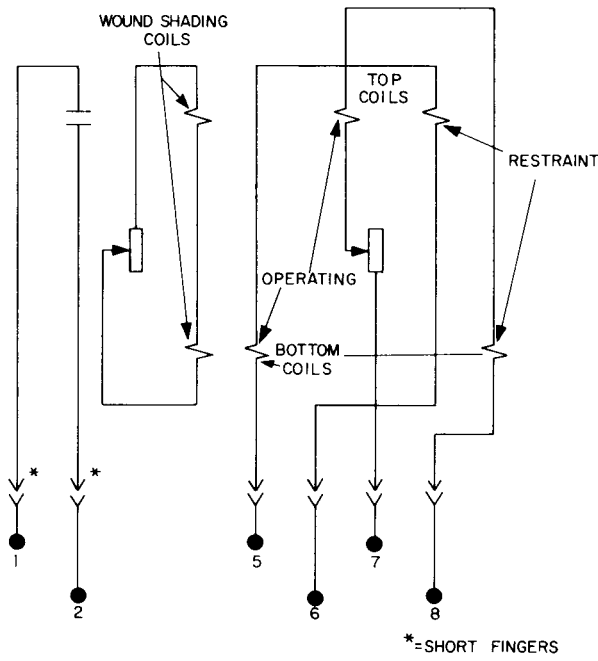 WOUND SHADING
COILS
TOP
COILS
RESTRAINT
OPERATING
BOTTOM
COILS
*
*
1
2
5
6
7
8
*=SHORT FINGERS